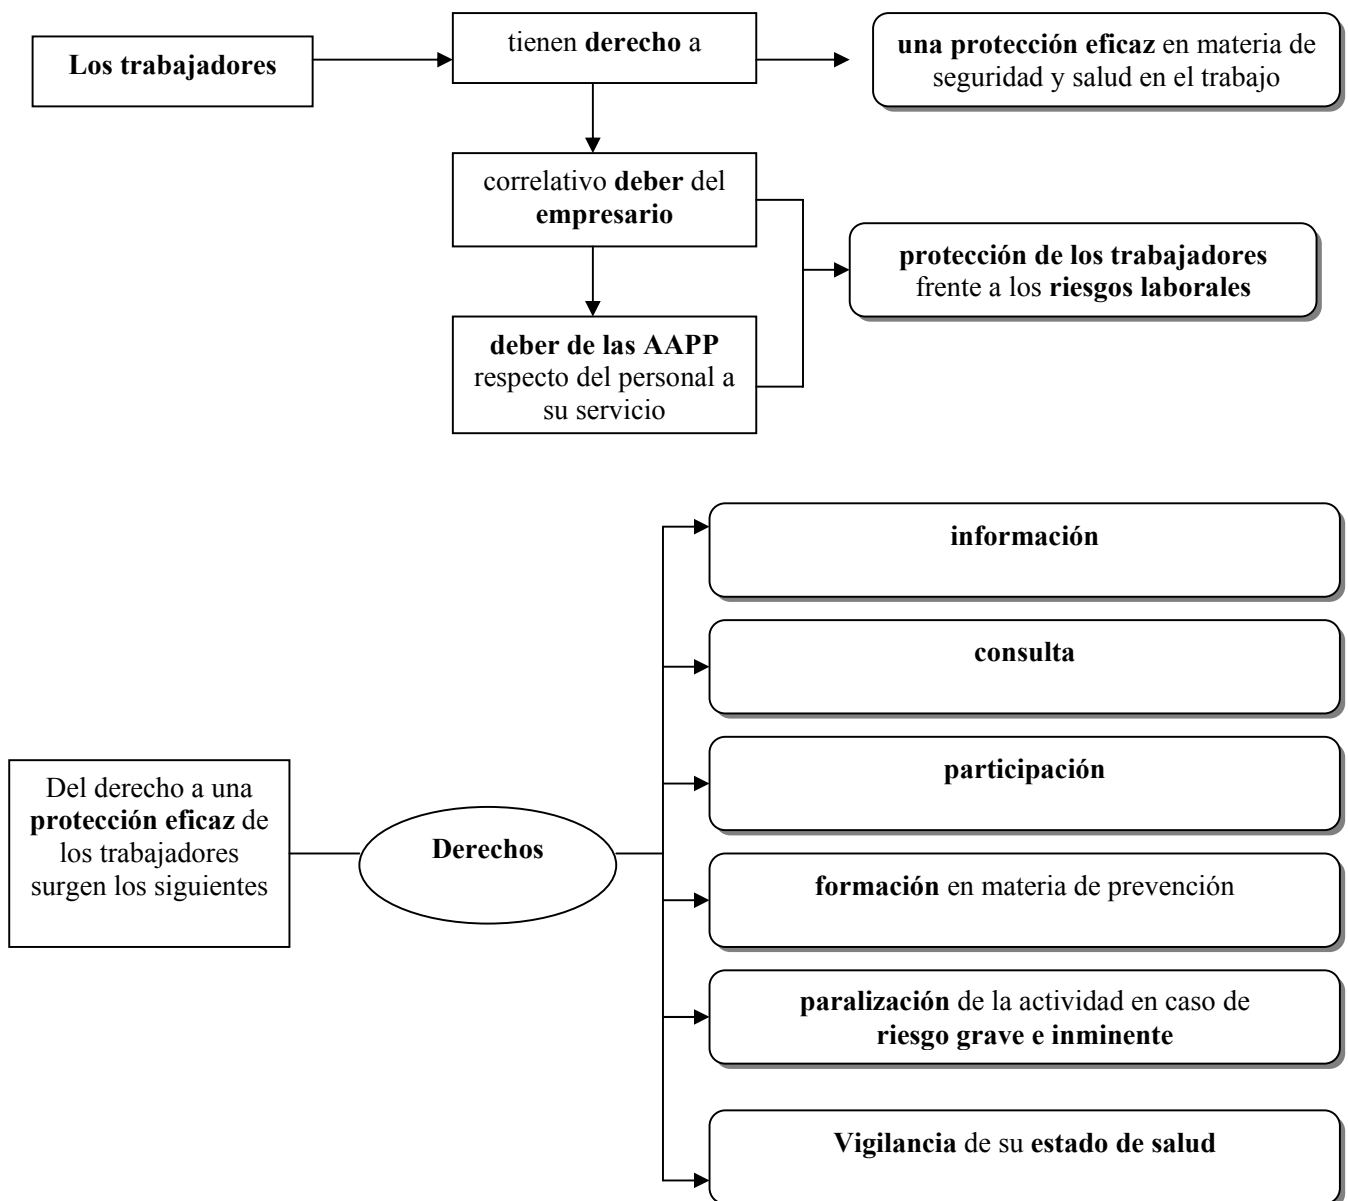 Los trabajadores
tienen derecho a
una protección eficaz en materia de
seguridad y salud en el trabajo
correlativo deber del
empresario
protección de los trabajadores
frente a los riesgos laborales
deber de las AAPP
respecto del personal a
su servicio
Del derecho a una
protección eficaz de
los trabajadores
surgen los siguientes
Derechos
información
consulta
participación
formación en materia de prevención
paralización de la actividad en caso de
riesgo grave e inminente
Vigilancia de su estado de salud